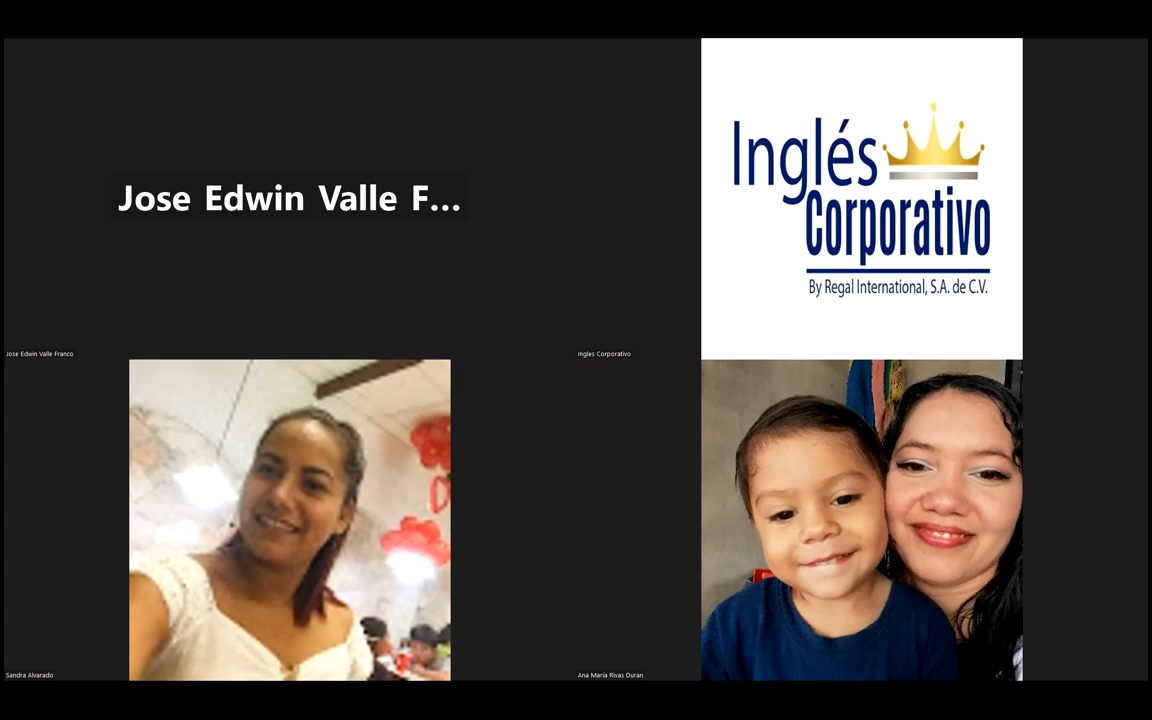 Jose Edwin Valle F...
Inglés
Corporativo
By Regal International, S.A. de C.V.
Jose Edwin Valle Franco
Ingles Corporativo
Sandra Alvarado
Ana María Rivas Duran